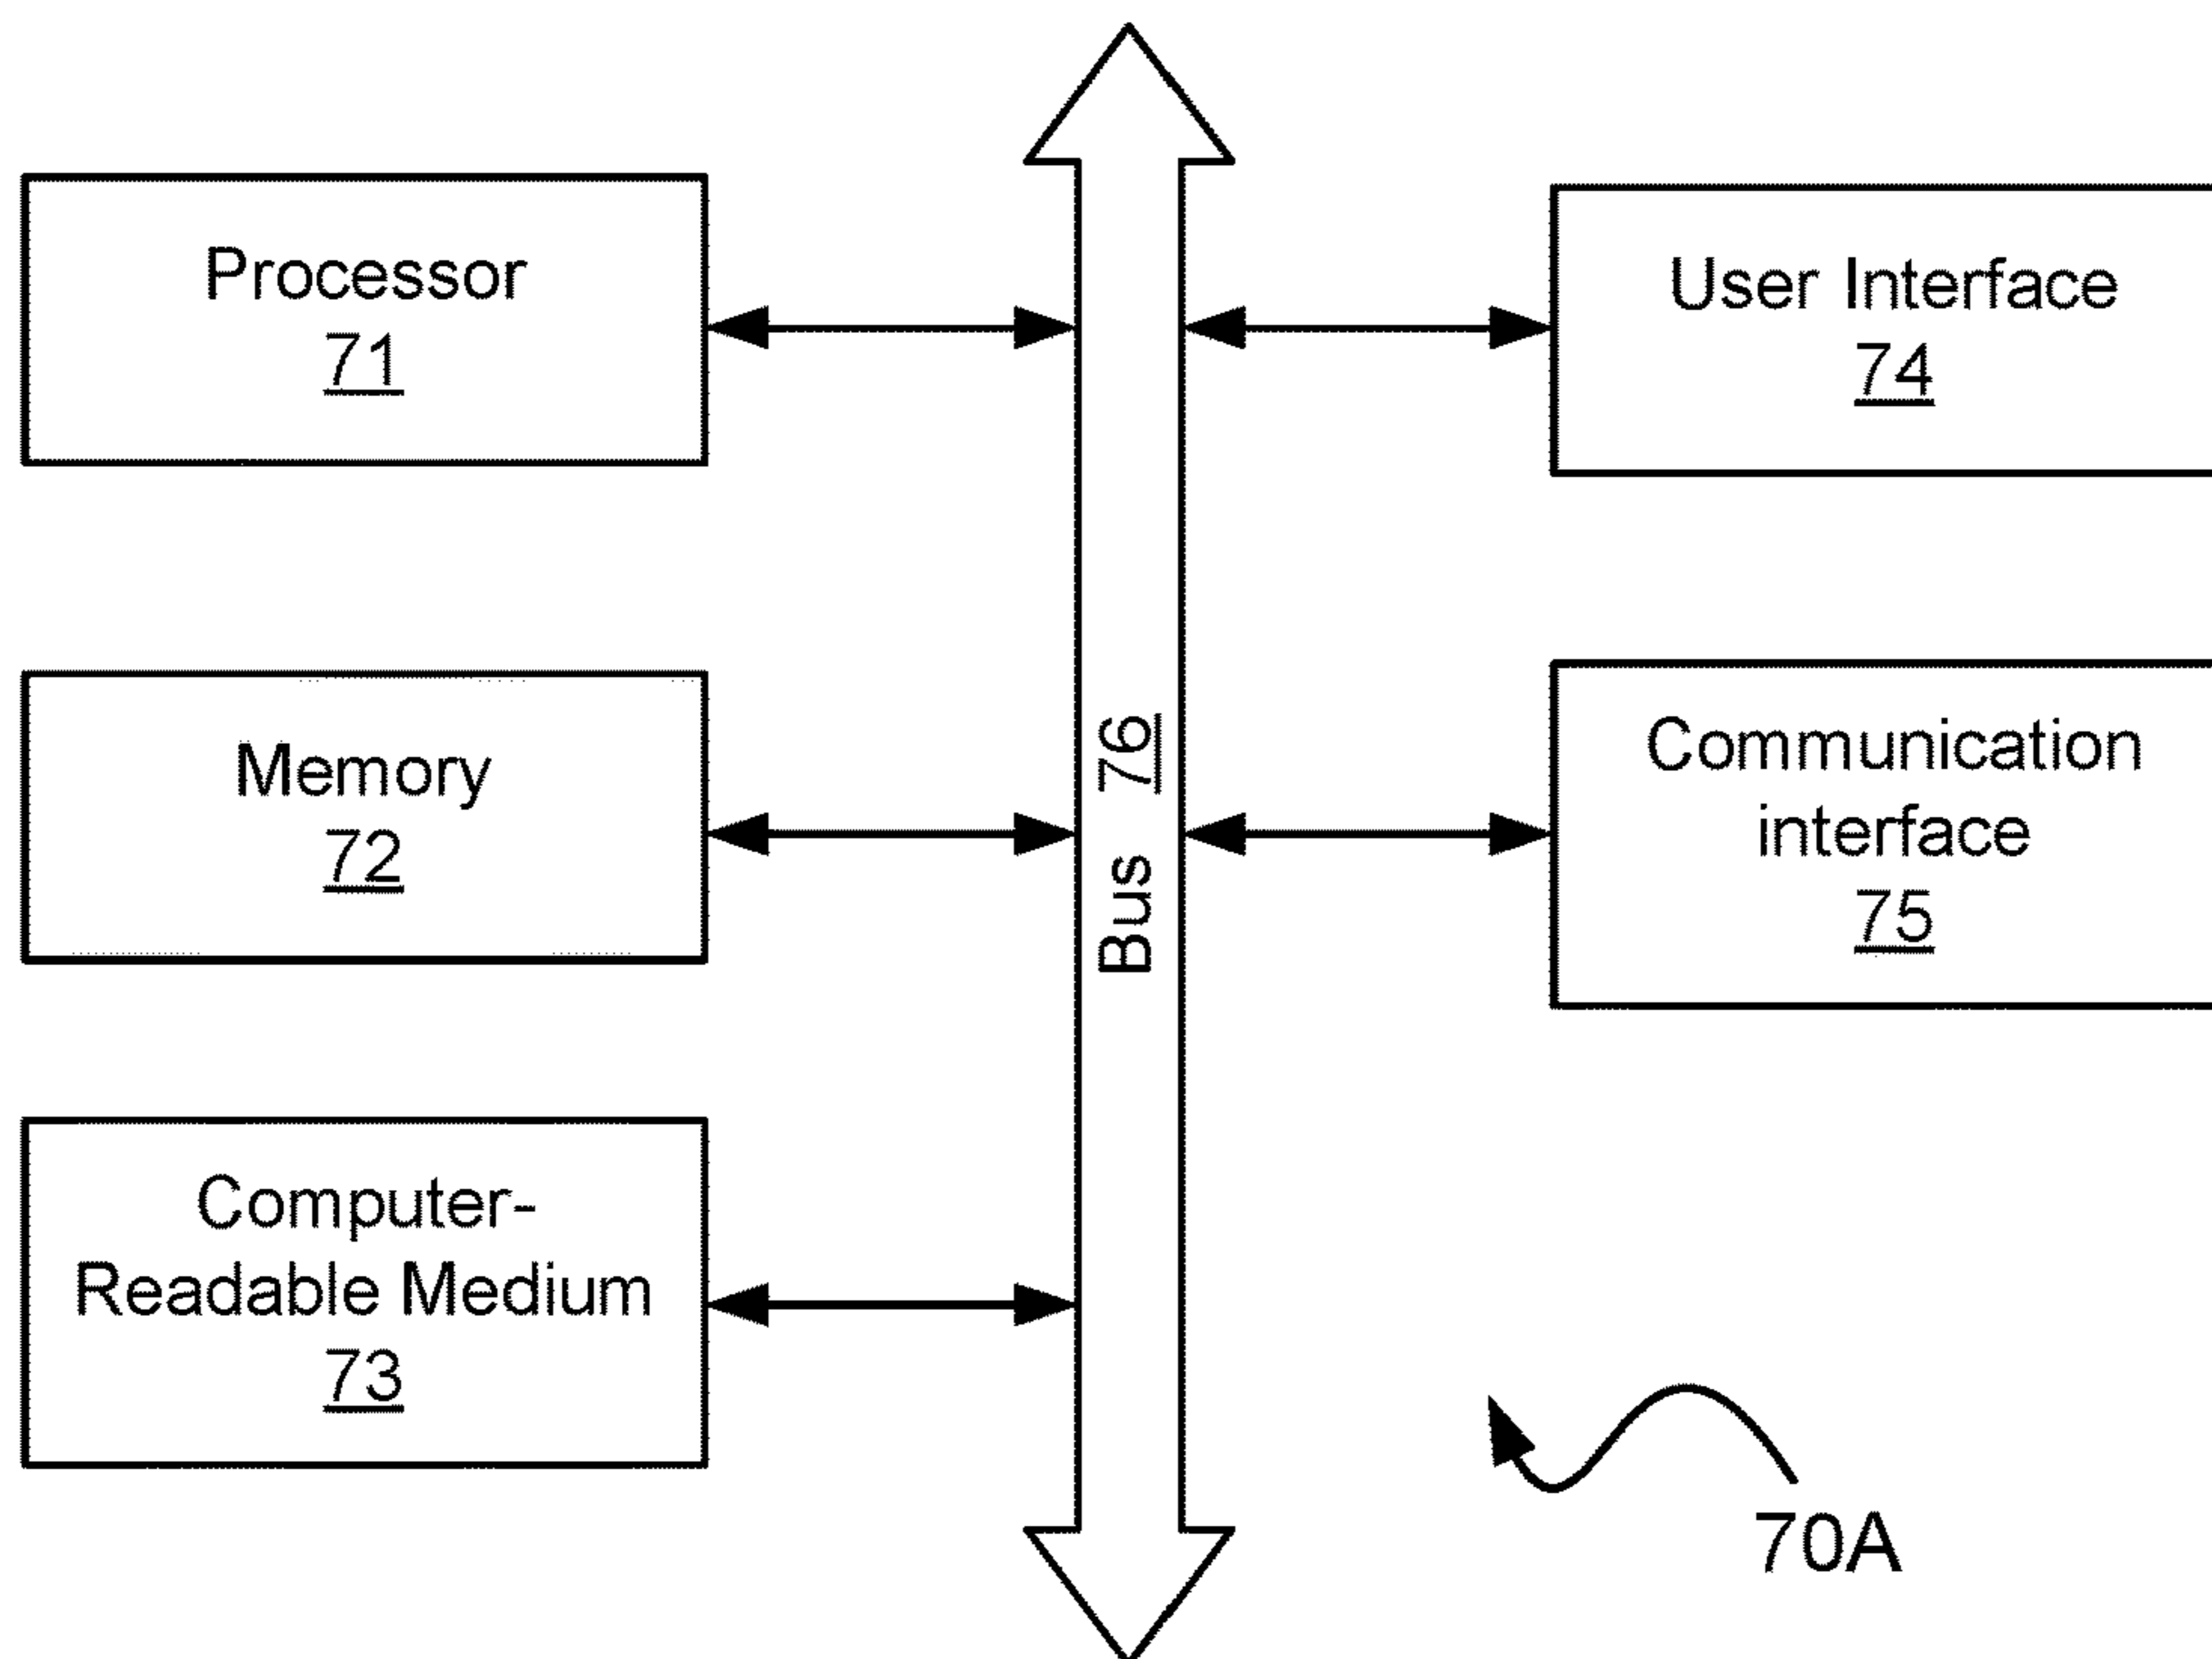 Processor
71
Memory
72
Computer-
Readable Medium
73
Bus 76
User Interface
74
Communication
interface
75
70A